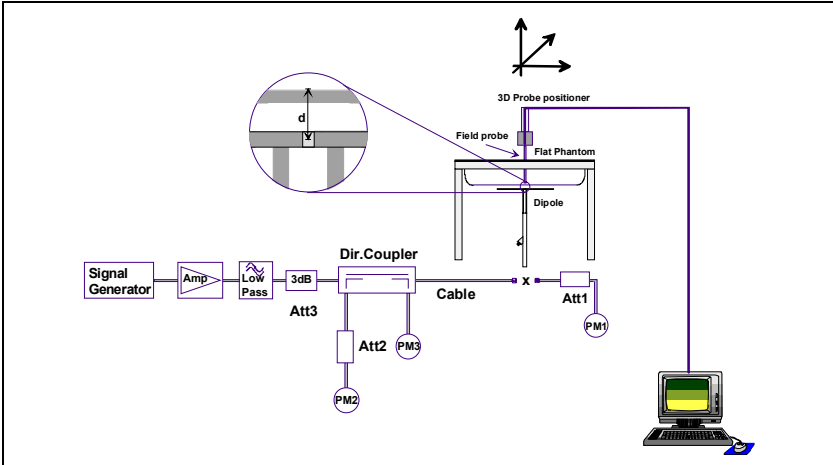 3D Probe positioner
d
Field probe
Flat Phantom
Dipole
Dir.Coupler
Signal
Generator
Amp
Low
Pass
3dB
Att3
Cable
x
Att1
PM1
Att2
PM3
PM2